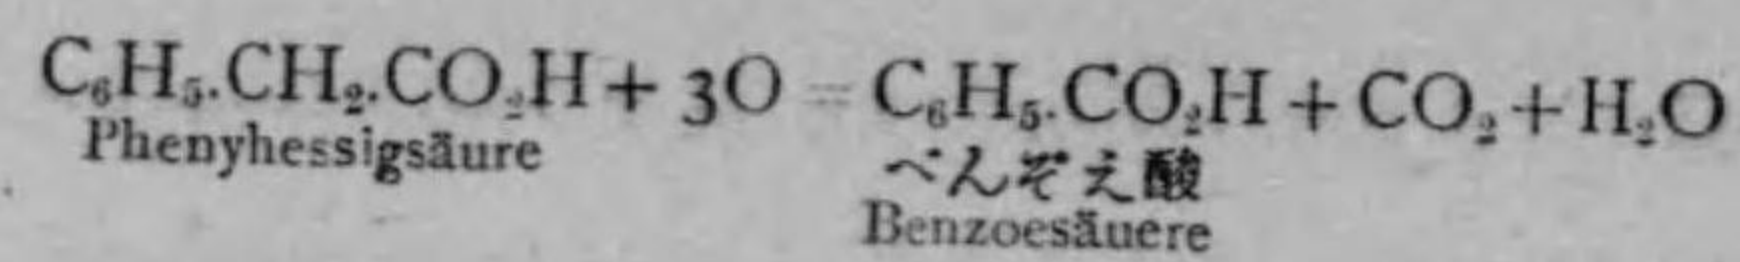 C₆H₅.CH₂.CO₂H + 3O = C₆H₅.CO₂H + CO₂ + H₂O
Phenyhessigsäure
べんぞえ酸
Benzoesäuere